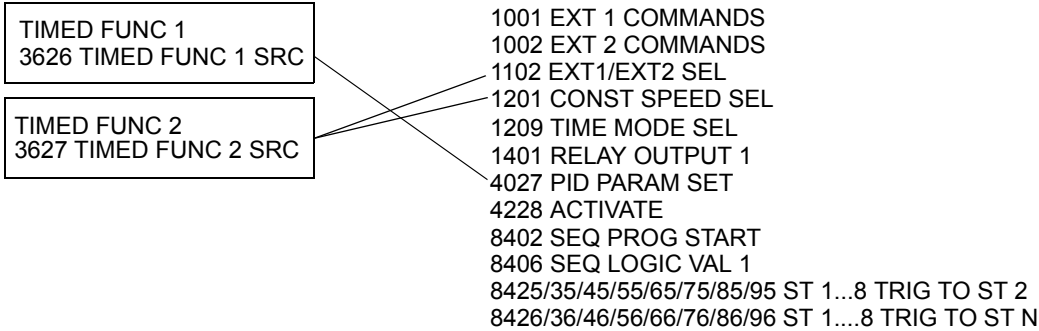 TIMED FUNC 1
3626 TIMED FUNC 1 SRC
TIMED FUNC 2
3627 TIMED FUNC 2 SRC
1001 EXT 1 COMMANDS
1002 EXT 2 COMMANDS
1102 EXT1/EXT2 SEL
1201 CONST SPEED SEL
1209 TIME MODE SEL
1401 RELAY OUTPUT 1
4027 PID PARAM SET
4228 ACTIVATE
8402 SEQ PROG START
8406 SEQ LOGIC VAL 1
8425/35/45/55/65/75/85/95 ST 1...8 TRIG TO ST 2
8426/36/46/56/66/76/86/96 ST 1....8 TRIG TO ST N